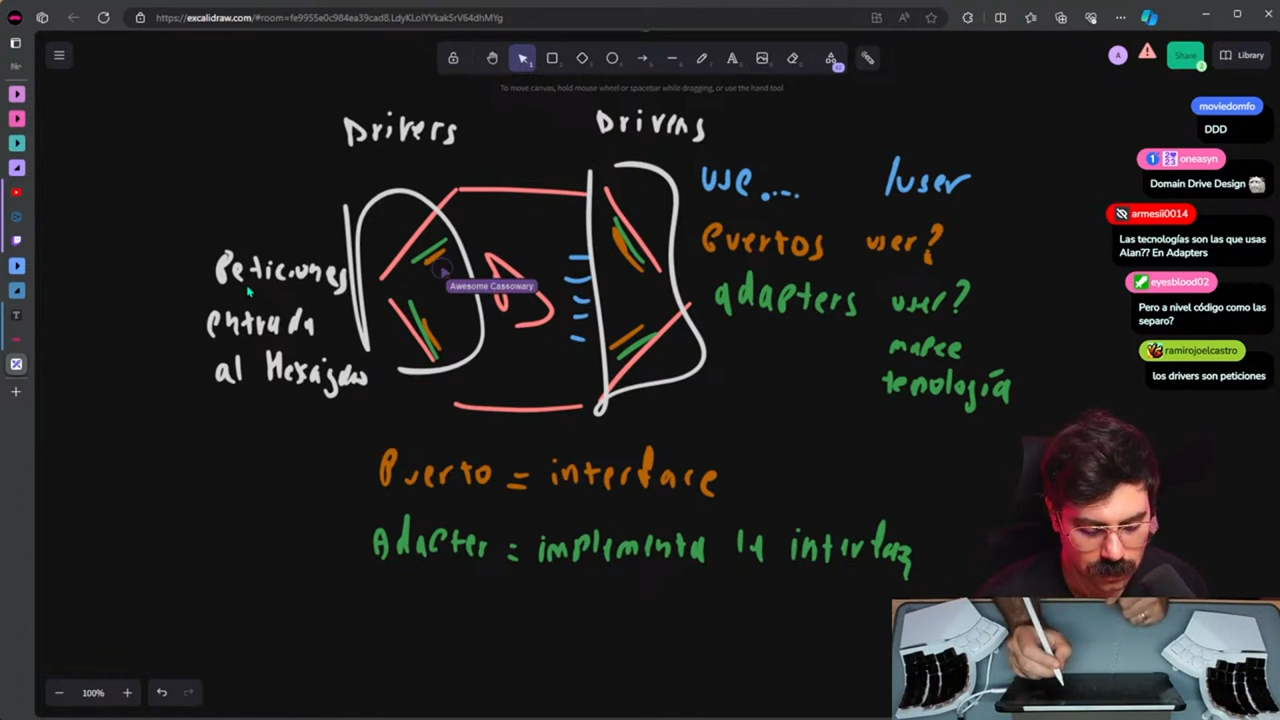 https://excalidraw.com/#room=fe9955e0c984ea39cad8.LdyKLolYYkak5rV64dhMYg
To move canvas, hold mouse wheel or spacebar while dragging, or use the hand tool
A
Share
2
Library
Drivers
Drivens
use....
/user
Peticiones
entrada
al Hexágono
Awesome Cassowary
puertos user?
adapters user?
mapee
tenología
Puerto = interface
Adapter = implementa la interfaz
moviedomfo
DDD
oneasyn
Domain Drive Design
armesii0014
Las tecnologías son las que usas
Alan?? En Adapters
eyesblood02
Pero a nivel código como las
separo?
ramirojoelcastro
los drivers son peticiones
100%